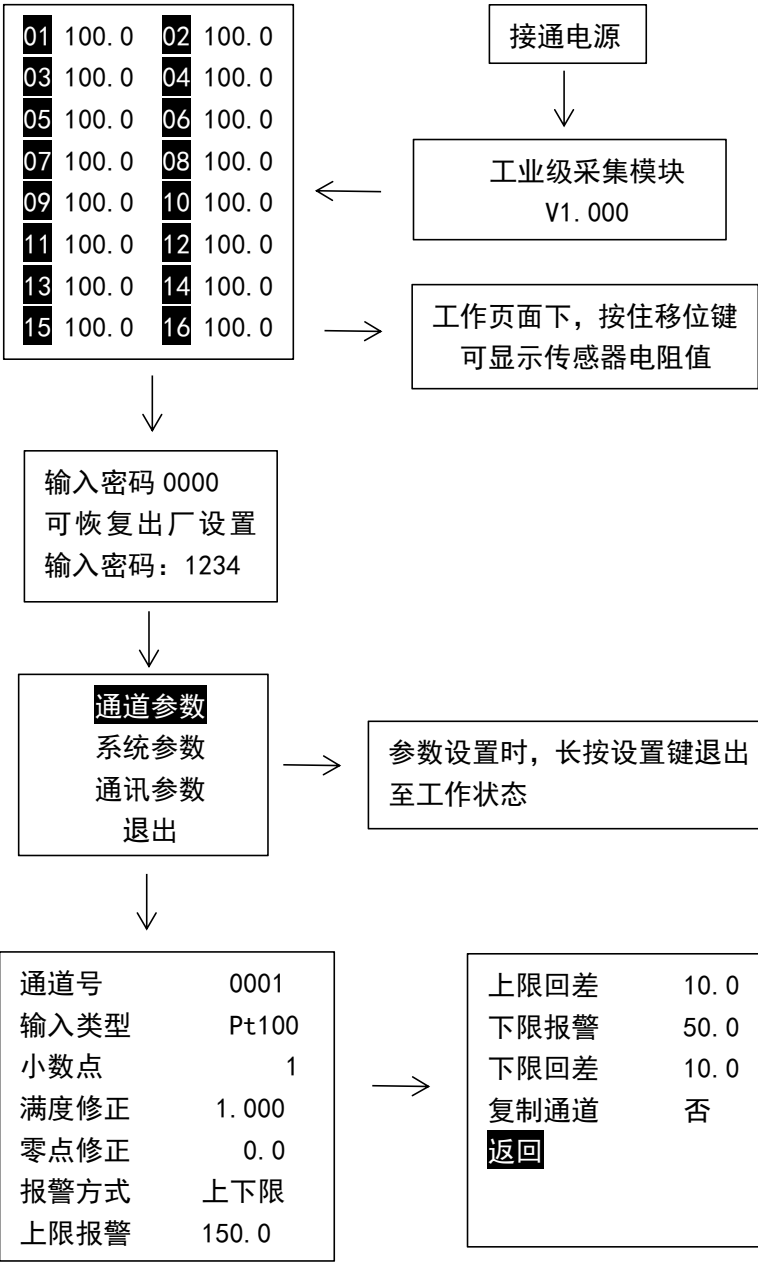 接通电源
工业级采集模块
V1.000
01 100.0 02 100.0
03 100.0 04 100.0
05 100.0 06 100.0
07 100.0 08 100.0
09 100.0 10 100.0
11 100.0 12 100.0
13 100.0 14 100.0
15 100.0 16 100.0
工作页面下，按住移位键
可显示传感器电阻值
输入密码 0000
可恢复出厂设置
输入密码：1234
通道参数
系统参数
通讯参数
退出
参数设置时，长按设置键退出
至工作状态
通道号 0001
输入类型 Pt100
小数点 1
满度修正 1.000
零点修正 0.0
报警方式 上下限
上限报警 150.0
上限回差 10.0
下限报警 50.0
下限回差 10.0
复制通道 否
返回